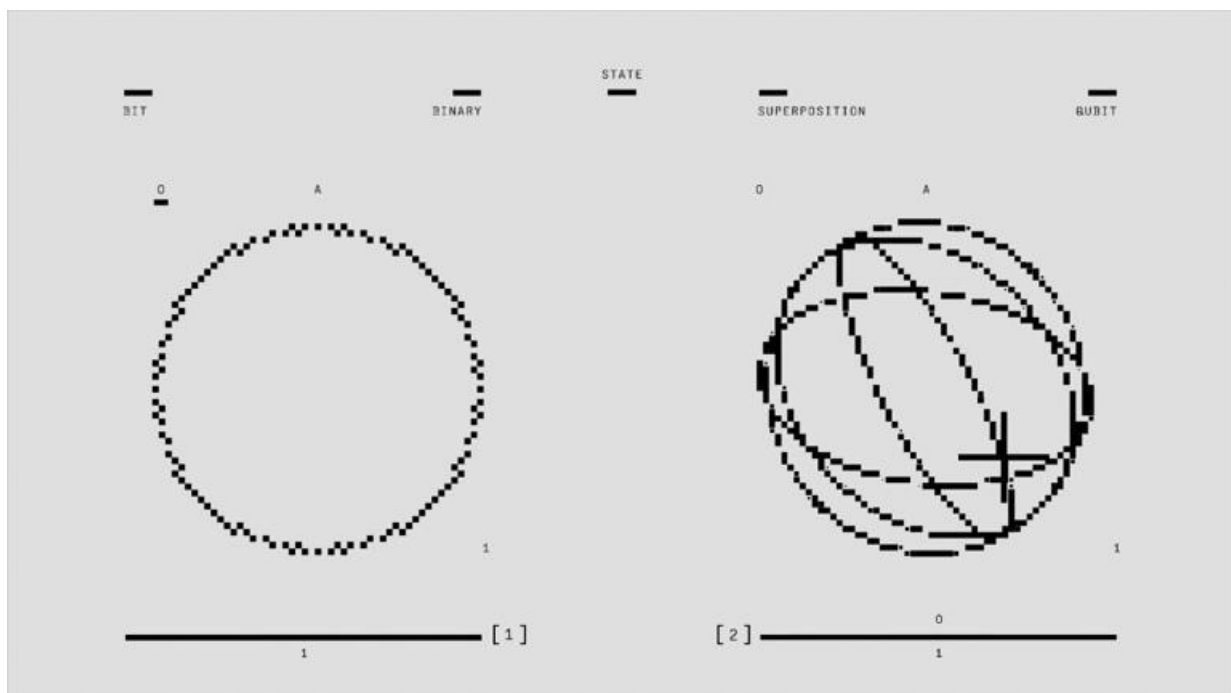 STATE
BIT BINARY SUPERPOSITION QUBIT
0 A 0 A
1 1
[1] [2] 0
1 1